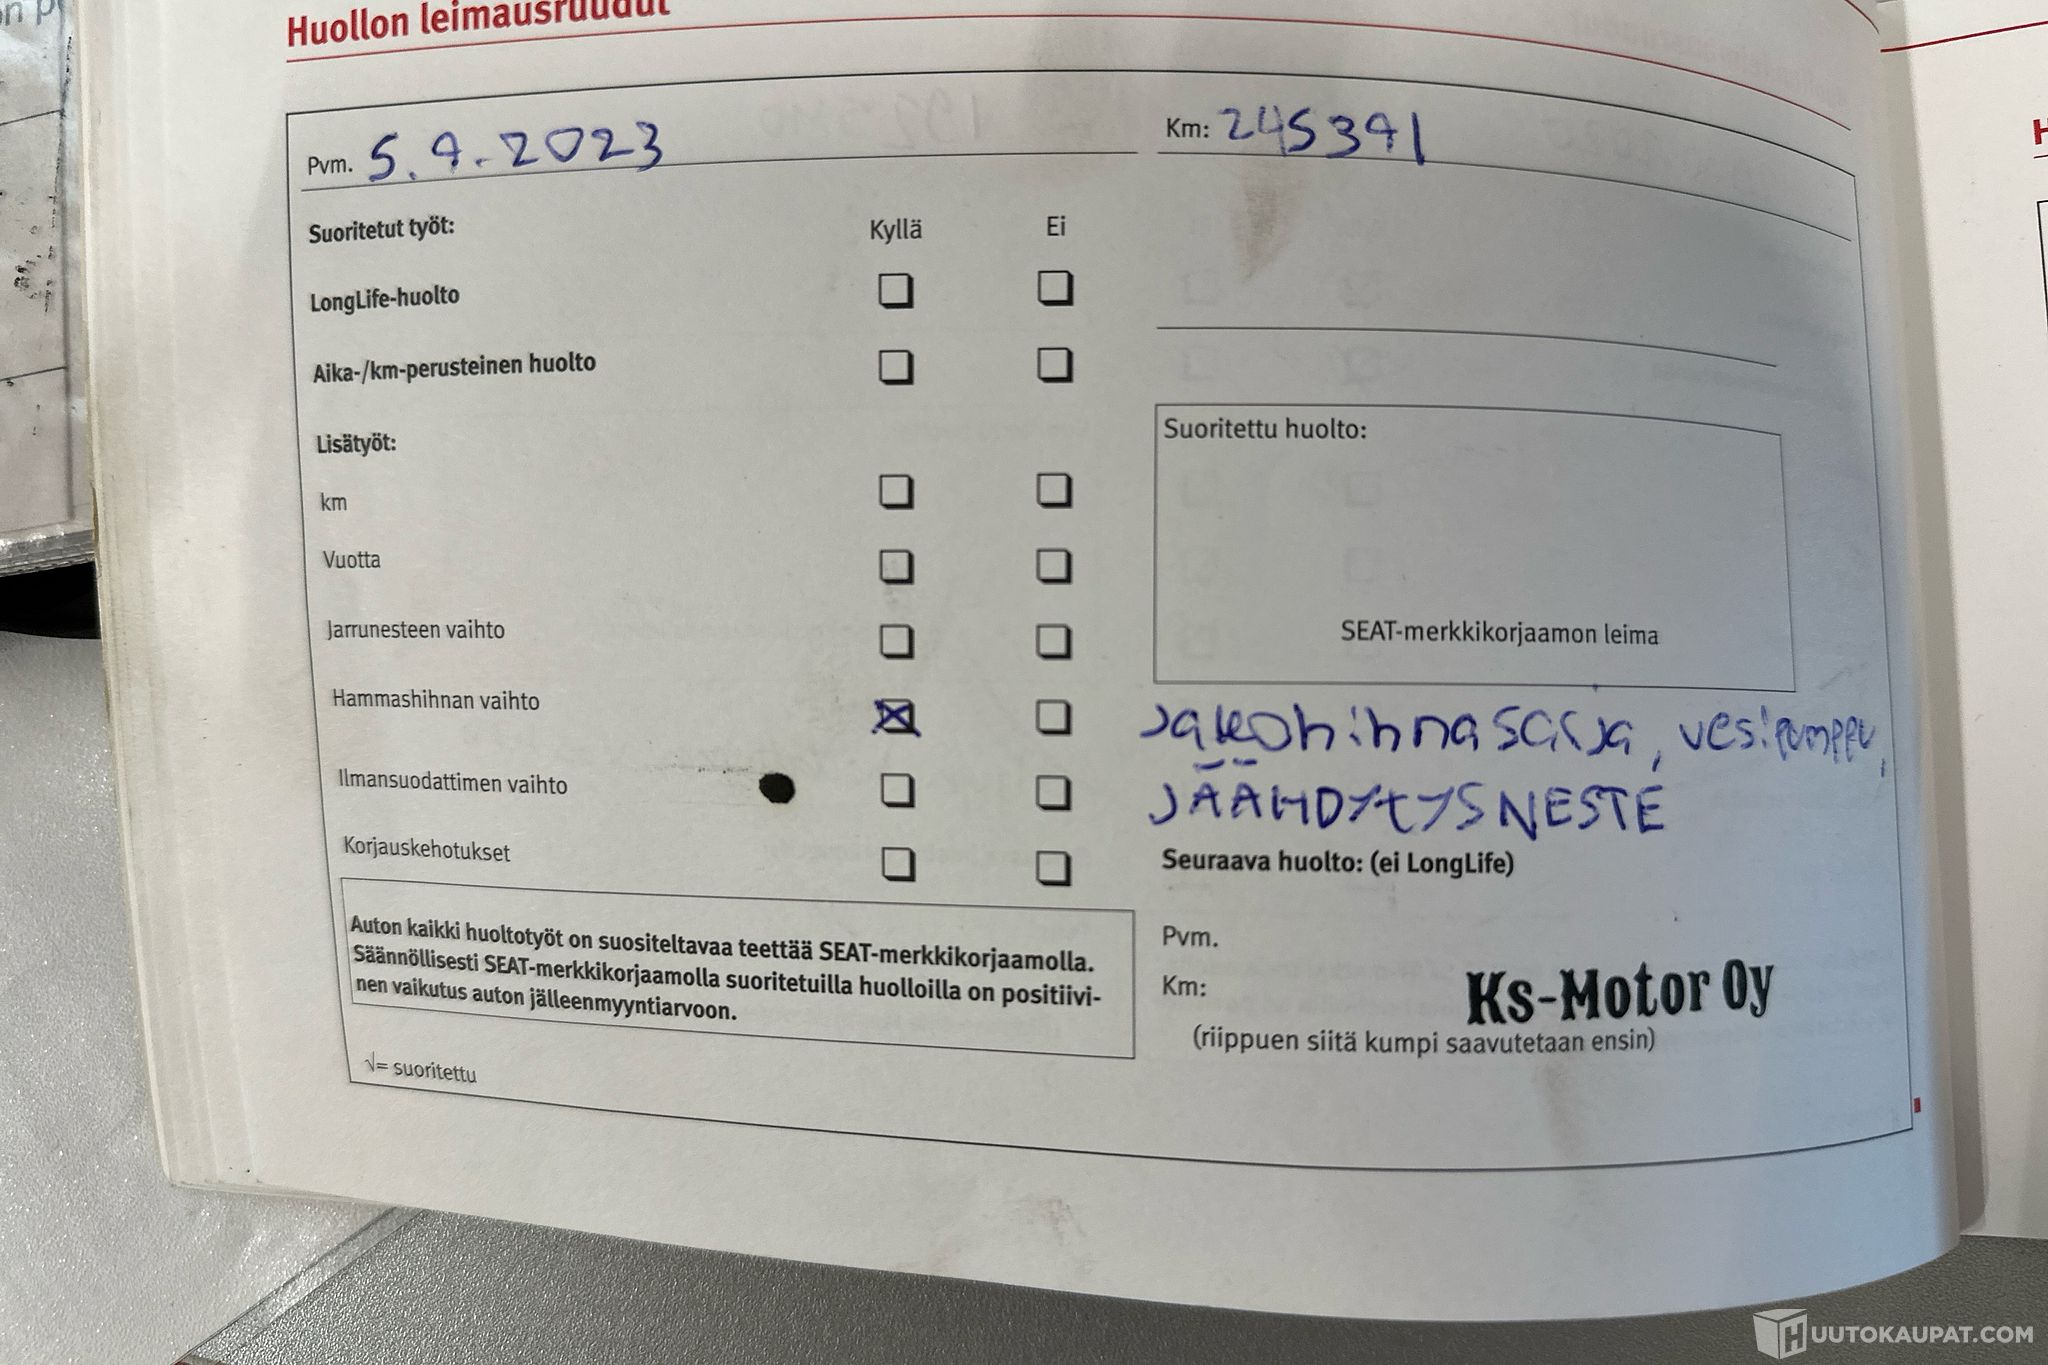 Huollon leimausruudut
Pvm. 5.9.2023
Km: 245391
Suoritetut työt:
Kyllä
Ei
LongLife-huolto
Aika-/km-perusteinen huolto
Lisätyöt:
km
Vuotta
Jarrunesteen vaihto
Hammashihnan vaihto
Ilmansuodattimen vaihto
Korjauskehotukset
Auton kaikki huoltotyöt on suositeltavaa teettää SEAT-merkkikorjaamolla.
Säännöllisesti SEAT-merkkikorjaamolla suoritetuilla huolloilla on positiivi-
nen vaikutus auton jälleenmyyntiarvoon.
√= suoritettu
Suoritettu huolto:
SEAT-merkkikorjaamon leima
Jakohihnasarja, vesipumppu,
JÄÄHDYTYSNESTE
Seuraava huolto: (ei LongLife)
Pvm.
Km:
Ks-Motor Oy
(riippuen siitä kumpi saavutetaan ensin)
HUUTOKAUPAT.COM